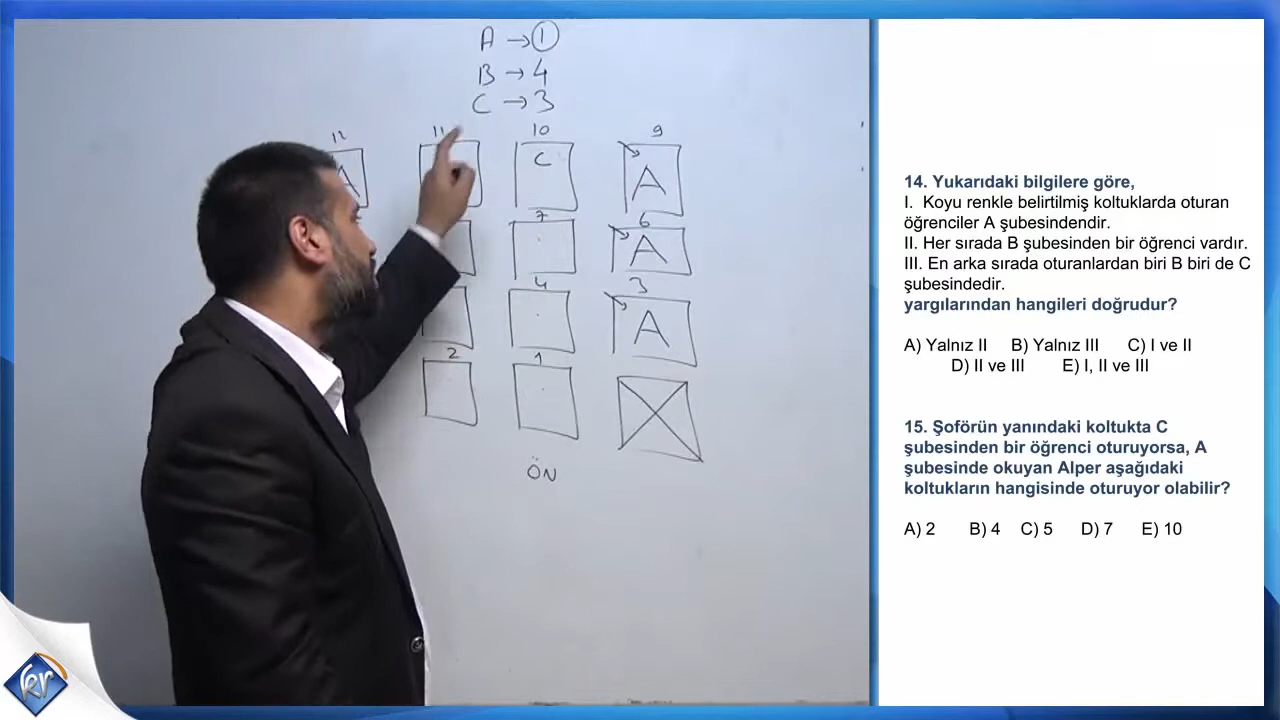 A → 1
B → 4
C → 3
12
11
10
9
A
C
A
7
6
A
4
3
A
2
1
ÖN
14. Yukarıdaki bilgilere göre,
I. Koyu renkle belirtilmiş koltuklarda oturan
öğrenciler A şubesindendir.
II. Her sırada B şubesinden bir öğrenci vardır.
III. En arka sırada oturanlardan biri B biri de C
şubesindedir.
yargılarından hangileri doğrudur?
A) Yalnız II B) Yalnız III C) I ve II
D) II ve III E) I, II ve III
15. Şoförün yanındaki koltukta C
şubesinden bir öğrenci oturuyorsa, A
şubesinde okuyan Alper aşağıdaki
koltukların hangisinde oturuyor olabilir?
A) 2 B) 4 C) 5 D) 7 E) 10
kr